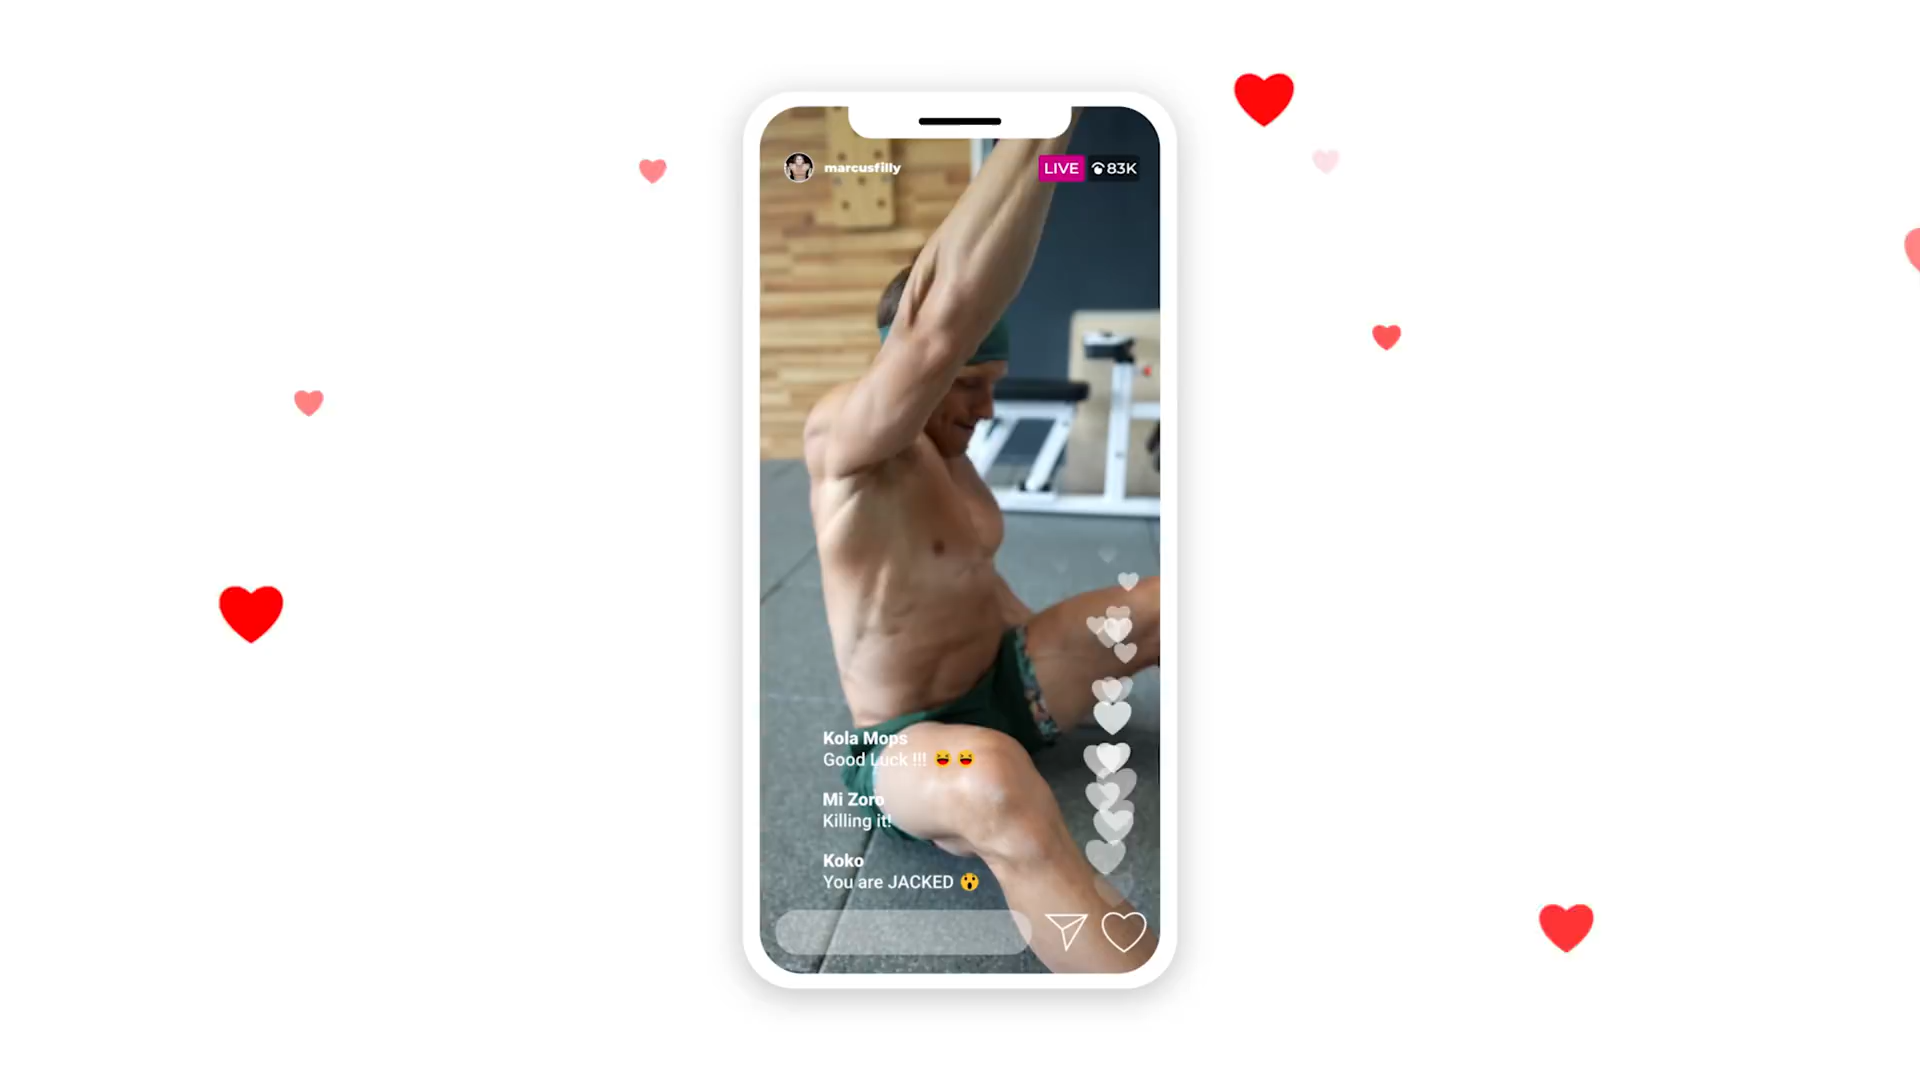 marcusfilly
LIVE 83K
Kola Mops
Good Luck !!!
Mi Zoro
Killing it!
Koko
You are JACKED